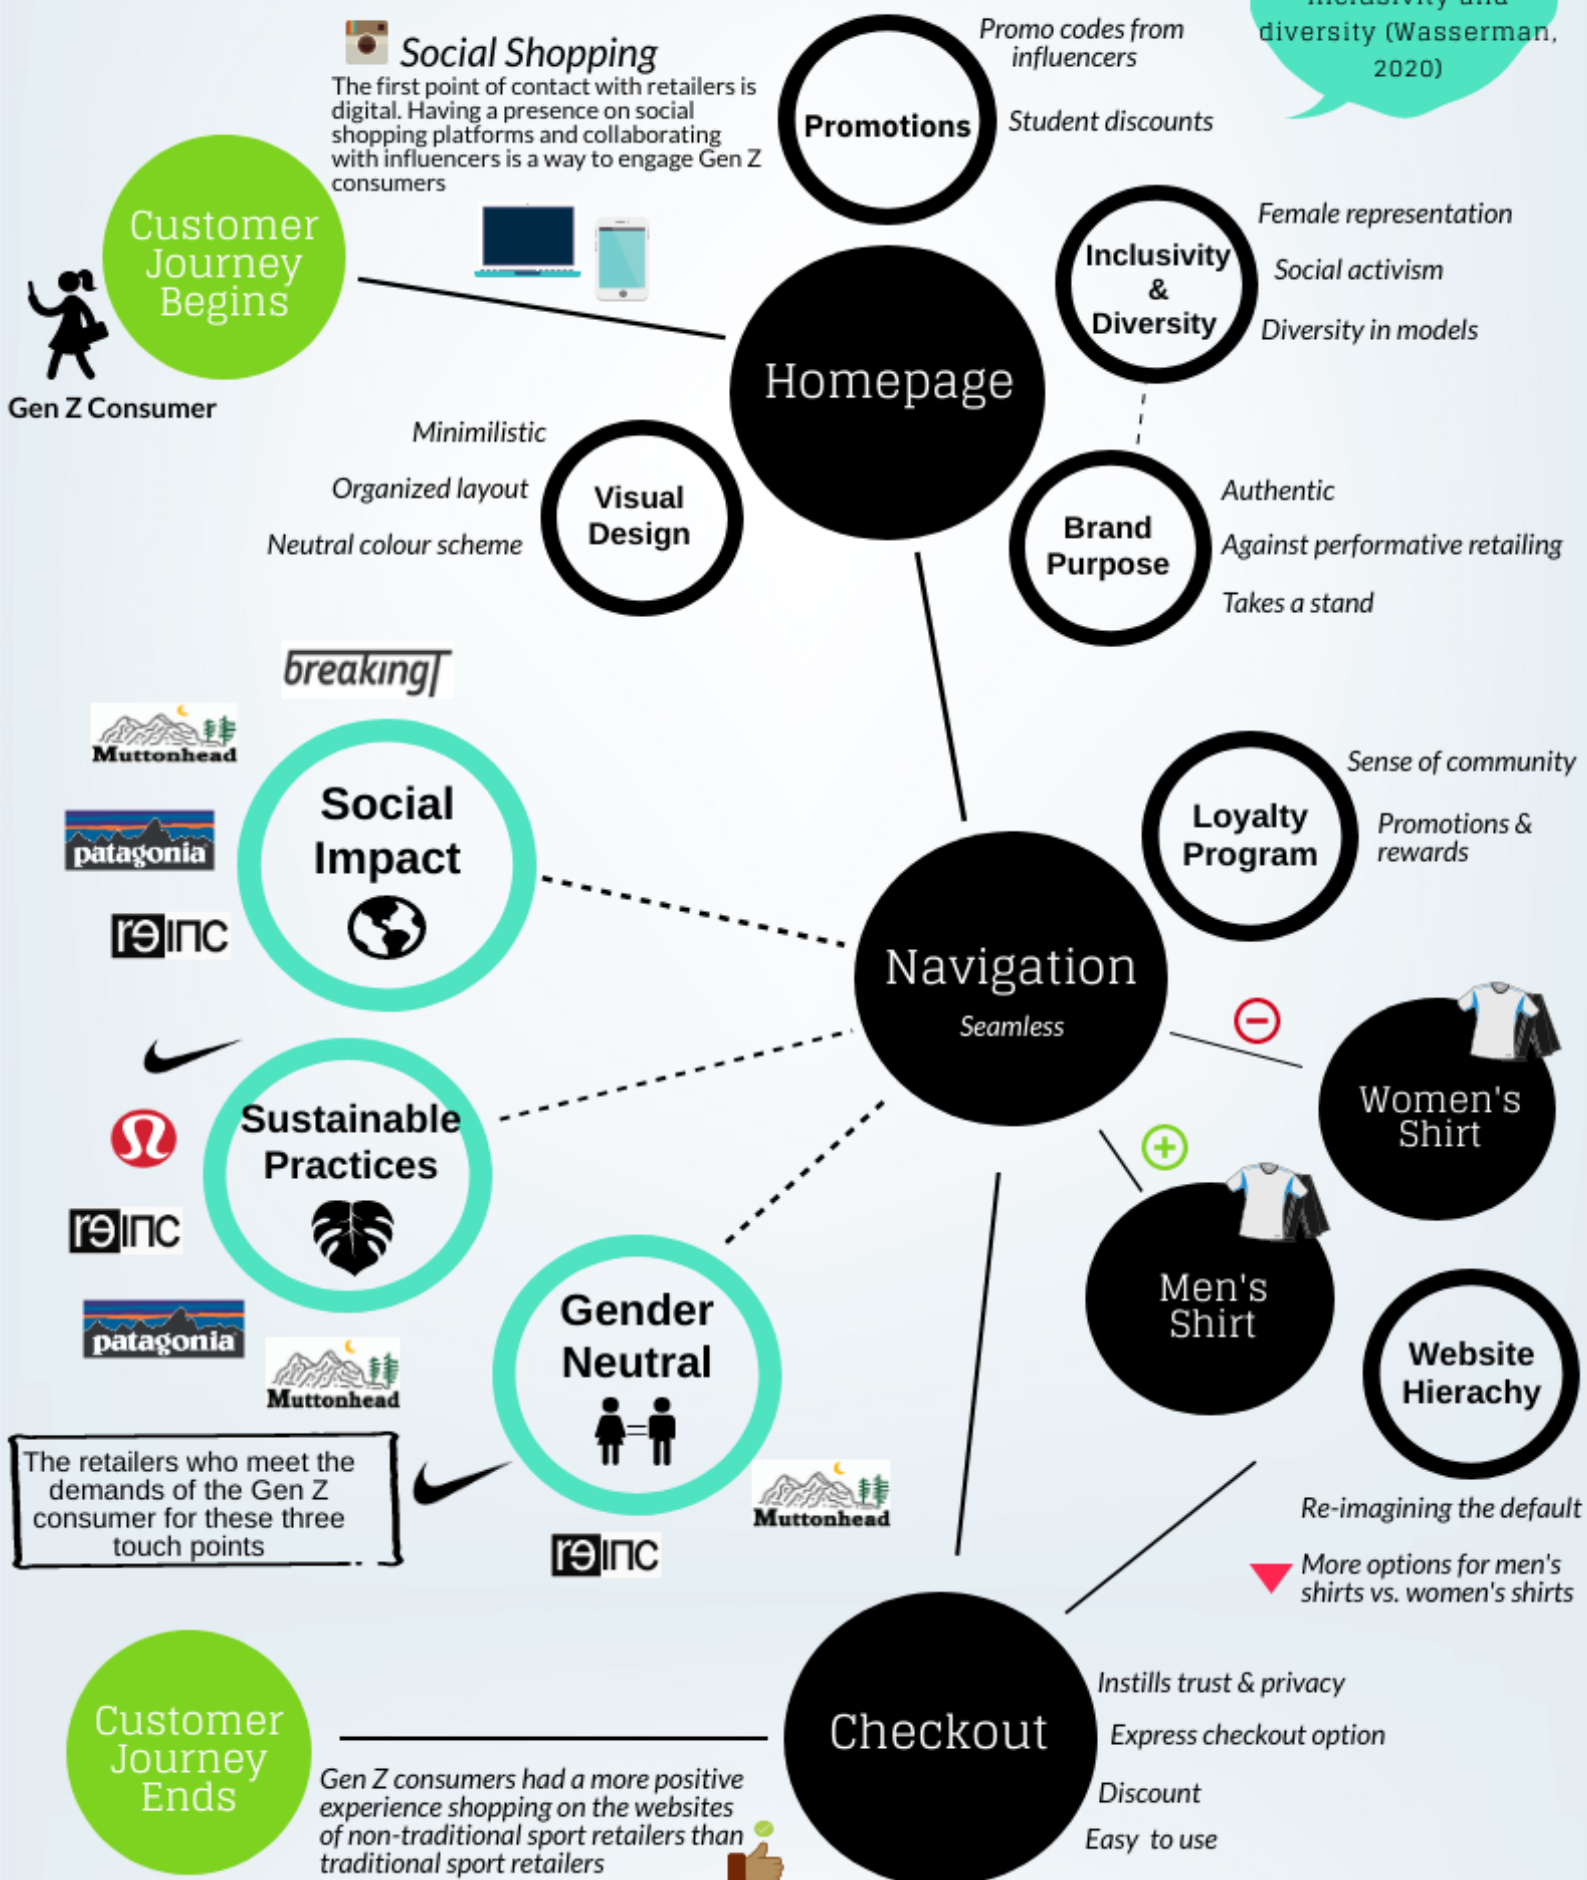 inclusivity and
diversity (Wasserman,
2020)
Social Shopping
The first point of contact with retailers is
digital. Having a presence on social
shopping platforms and collaborating
with influencers is a way to engage Gen Z
consumers
Promotions
Promo codes from
influencers
Student discounts
Customer
Journey
Begins
Gen Z Consumer
Inclusivity
&
Diversity
Female representation
Social activism
Diversity in models
Homepage
Minimilistic
Organized layout
Neutral colour scheme
Visual
Design
Brand
Purpose
Authentic
Against performative retailing
Takes a stand
breakingT
Muttonhead
patagonia
reinc
Social
Impact
Loyalty
Program
Sense of community
Promotions &
rewards
Navigation
Seamless
Women's
Shirt
Men's
Shirt
Sustainable
Practices
reinc
patagonia
Muttonhead
Gender
Neutral
=
Muttonhead
reinc
The retailers who meet the
demands of the Gen Z
consumer for these three
touch points
Website
Hierachy
Re-imagining the default
More options for men's
shirts vs. women's shirts
Checkout
Instills trust & privacy
Express checkout option
Discount
Easy to use
Customer
Journey
Ends
Gen Z consumers had a more positive
experience shopping on the websites
of non-traditional sport retailers than
traditional sport retailers